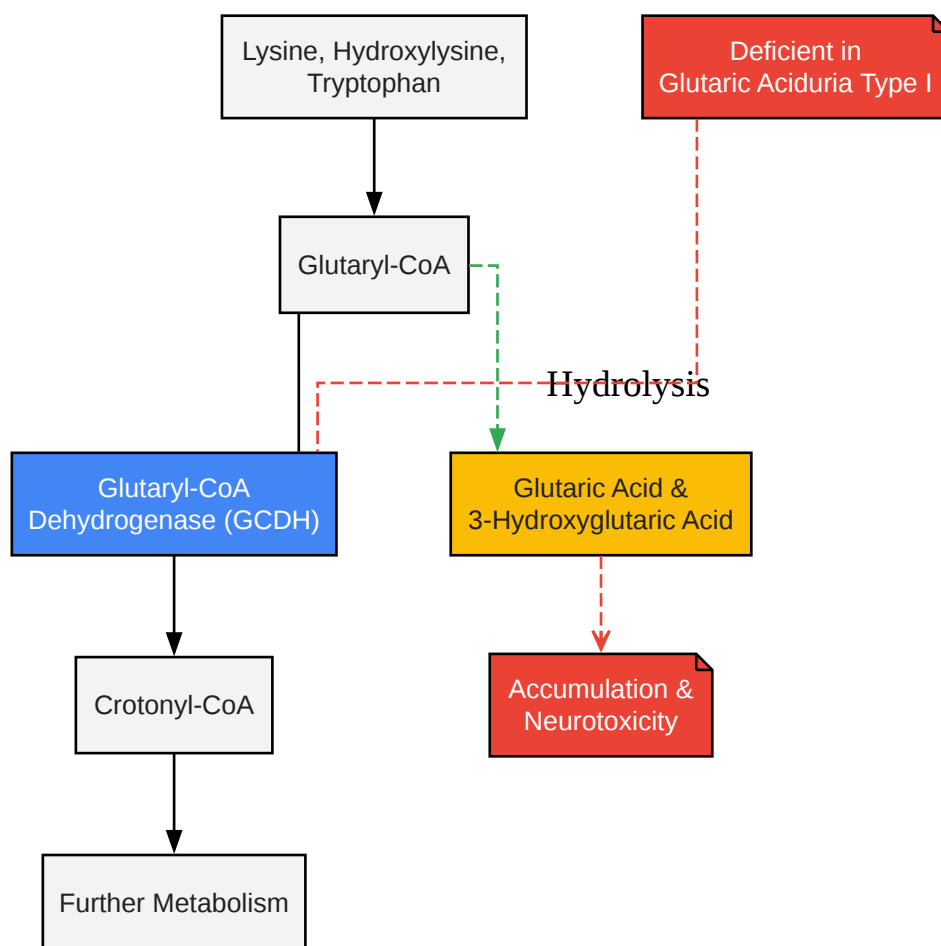 Lysine, Hydroxylysine,
Tryptophan
Deficient in
Glutaric Aciduria Type I
Glutaryl-CoA
Hydrolysis
Glutaryl-CoA
Dehydrogenase (GCDH)
Glutaric Acid &
3-Hydroxyglutaric Acid
Crotonyl-CoA
Accumulation &
Neurotoxicity
Further Metabolism